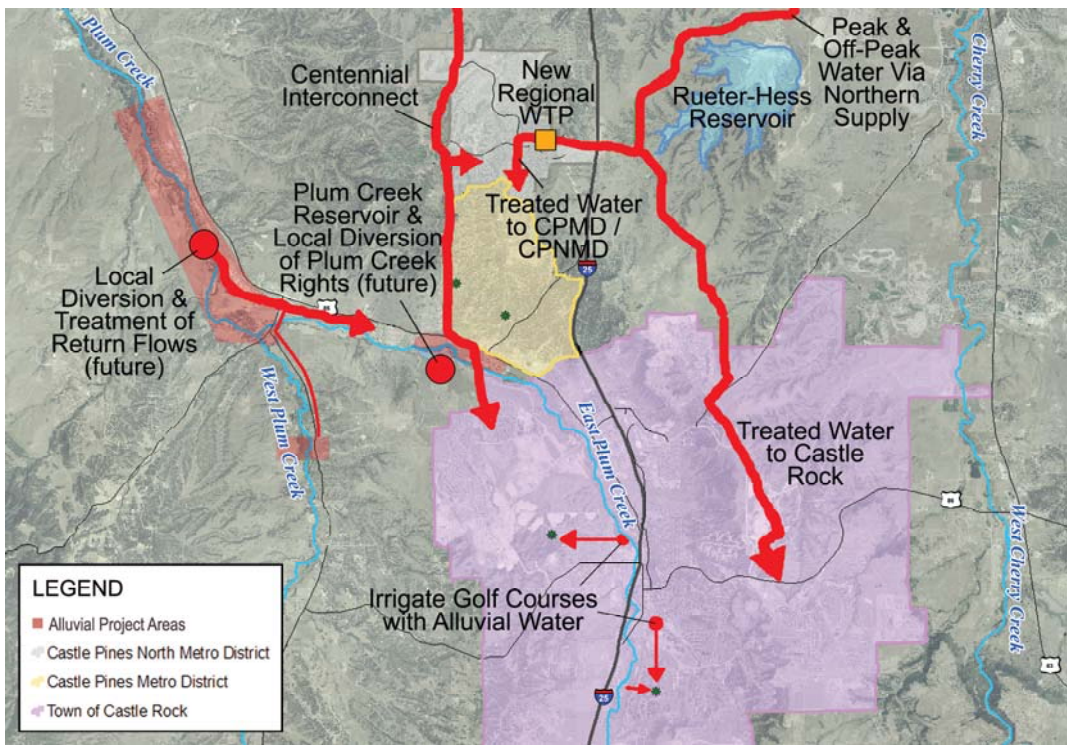 Plum Creek
Centennial
Interconnect
New
Regional
WTP
Rueter-Hess
Reservoir
Peak &
Off-Peak
Water Via
Northern
Supply
Cherry Creek
Plum Creek
Reservoir &
Local Diversion
of Plum Creek
Rights (future)
Treated Water
to CPMD /
CPNMD
25
Local
Diversion &
Treatment of
Return Flows
(future)
85
West Plum Creek
East Plum Creek
Treated Water
to Castle
Rock
86
West Cherry Creek
Irrigate Golf Courses
with Alluvial Water
25
83
LEGEND
Alluvial Project Areas
Castle Pines North Metro District
Castle Pines Metro District
Town of Castle Rock